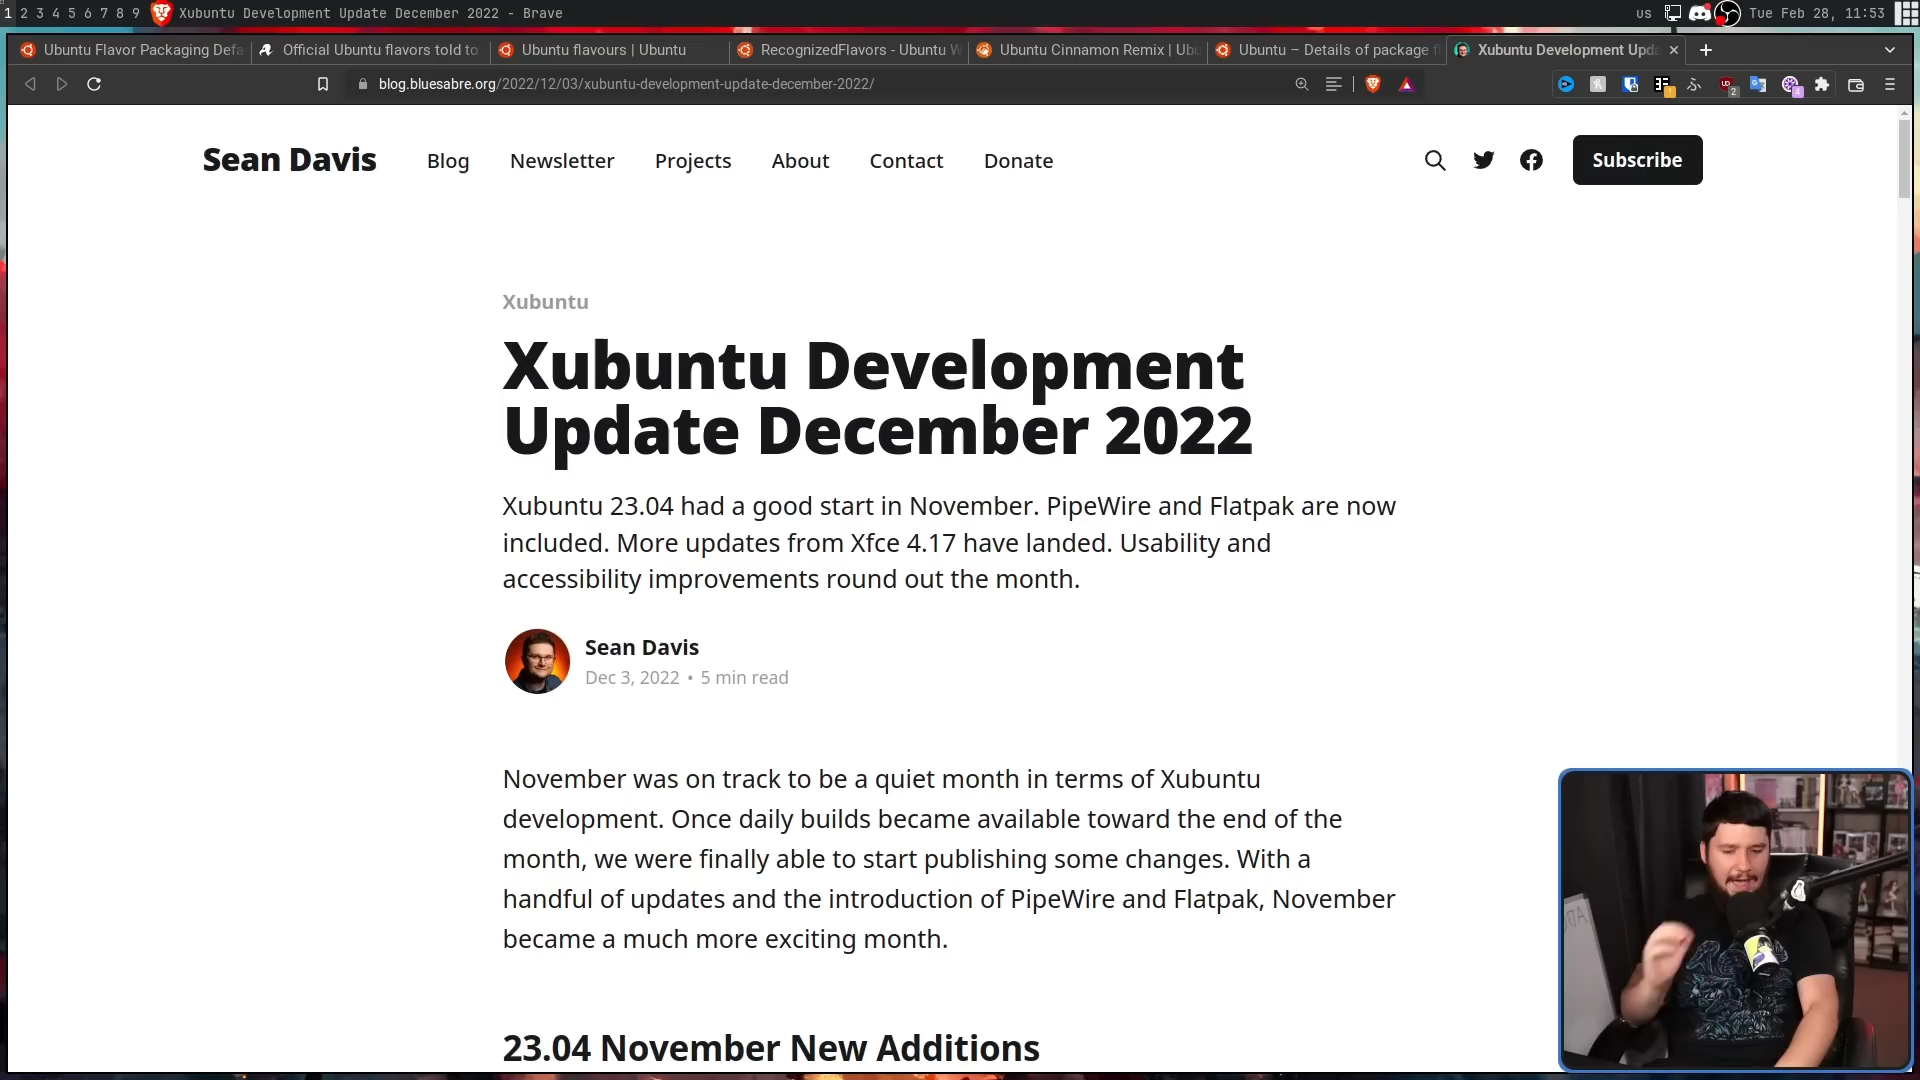 1 2 3 4 5 6 7 8 9 Xubuntu Development Update December 2022 - Brave
us Tue Feb 28, 11:53
Ubuntu Flavor Packaging Defa
Official Ubuntu flavors told to
Ubuntu flavours | Ubuntu
RecognizedFlavors - Ubuntu W
Ubuntu Cinnamon Remix | Ubu
Ubuntu – Details of package f
Xubuntu Development Upda
blog.bluesabre.org/2022/12/03/xubuntu-development-update-december-2022/
Sean Davis
Blog Newsletter Projects About Contact Donate
Subscribe
Xubuntu
Xubuntu Development
Update December 2022
Xubuntu 23.04 had a good start in November. PipeWire and Flatpak are now
included. More updates from Xfce 4.17 have landed. Usability and
accessibility improvements round out the month.
Sean Davis
Dec 3, 2022 • 5 min read
November was on track to be a quiet month in terms of Xubuntu
development. Once daily builds became available toward the end of the
month, we were finally able to start publishing some changes. With a
handful of updates and the introduction of PipeWire and Flatpak, November
became a much more exciting month.
23.04 November New Additions